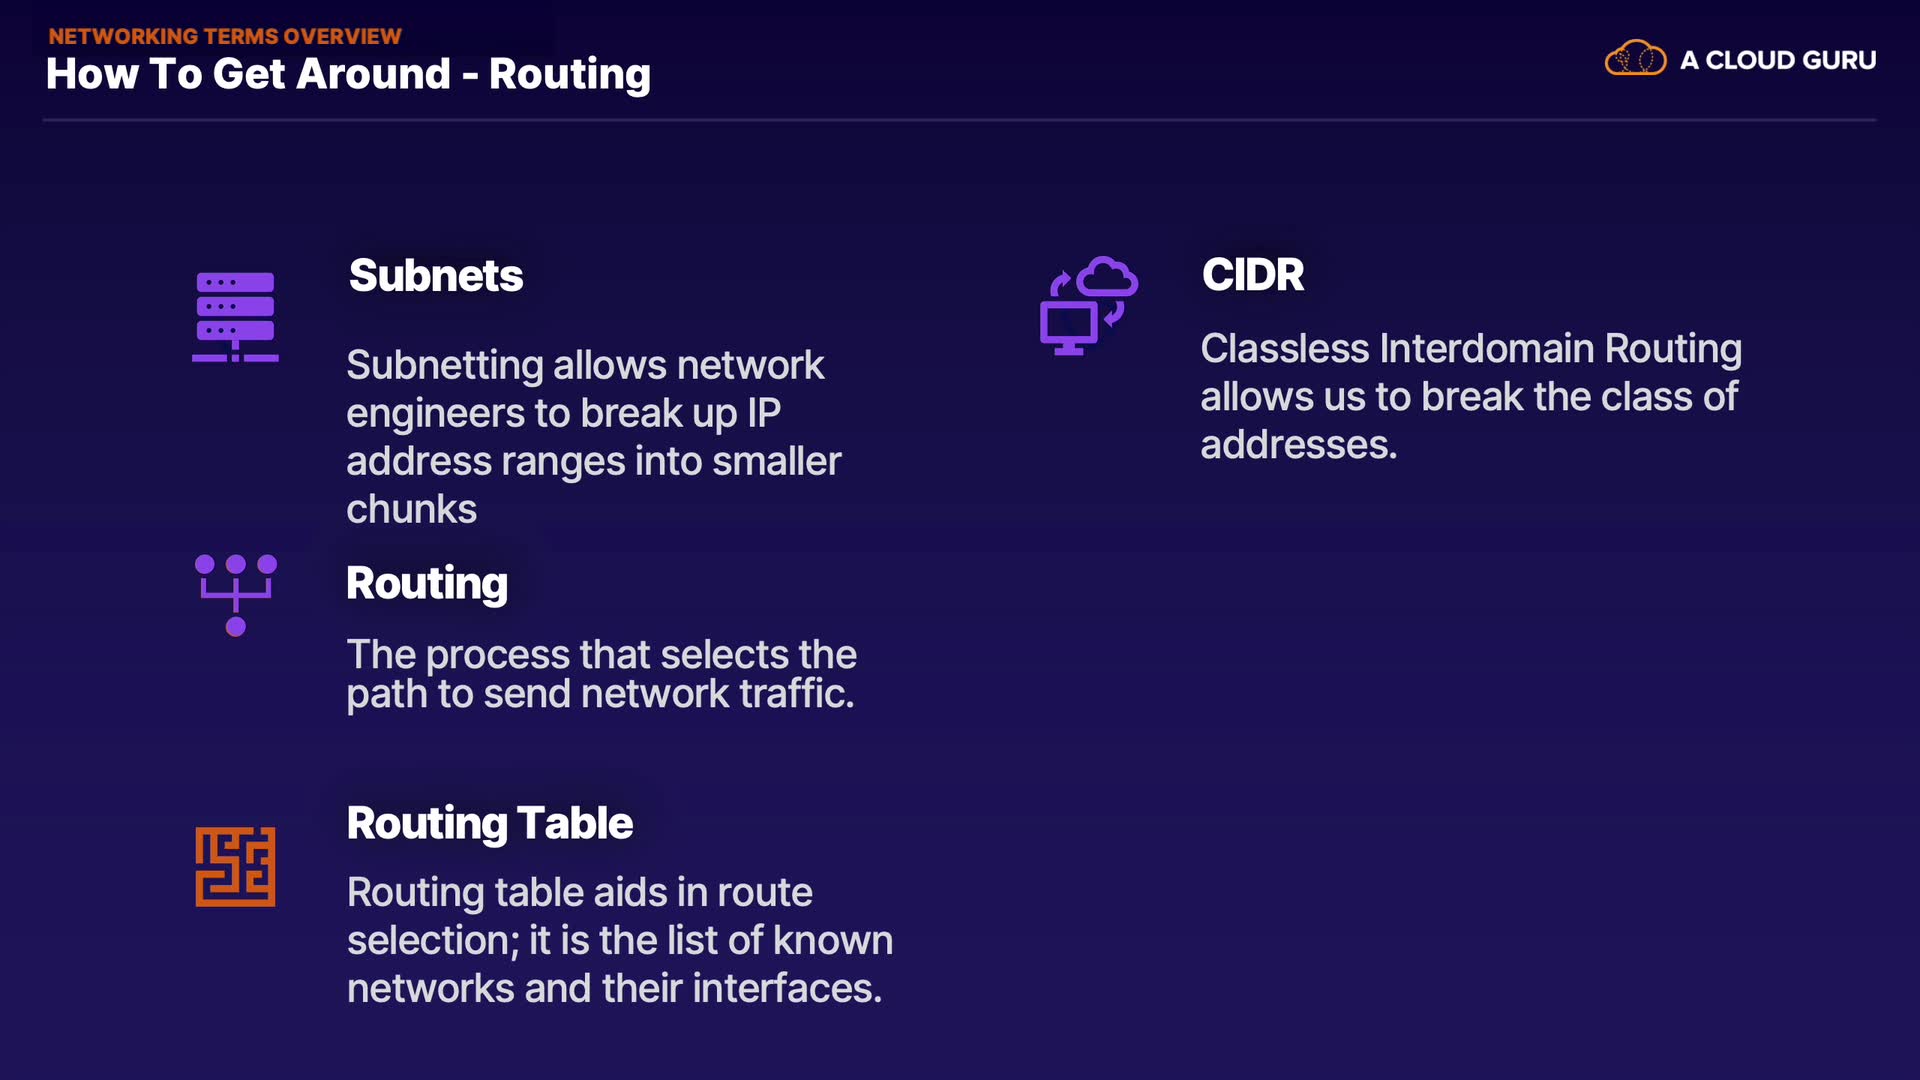 NETWORKING TERMS OVERVIEW
How To Get Around - Routing
A CLOUD GURU
Subnets
Subnetting allows network
engineers to break up IP
address ranges into smaller
chunks
Routing
The process that selects the
path to send network traffic.
Routing Table
Routing table aids in route
selection; it is the list of known
networks and their interfaces.
CIDR
Classless Interdomain Routing
allows us to break the class of
addresses.